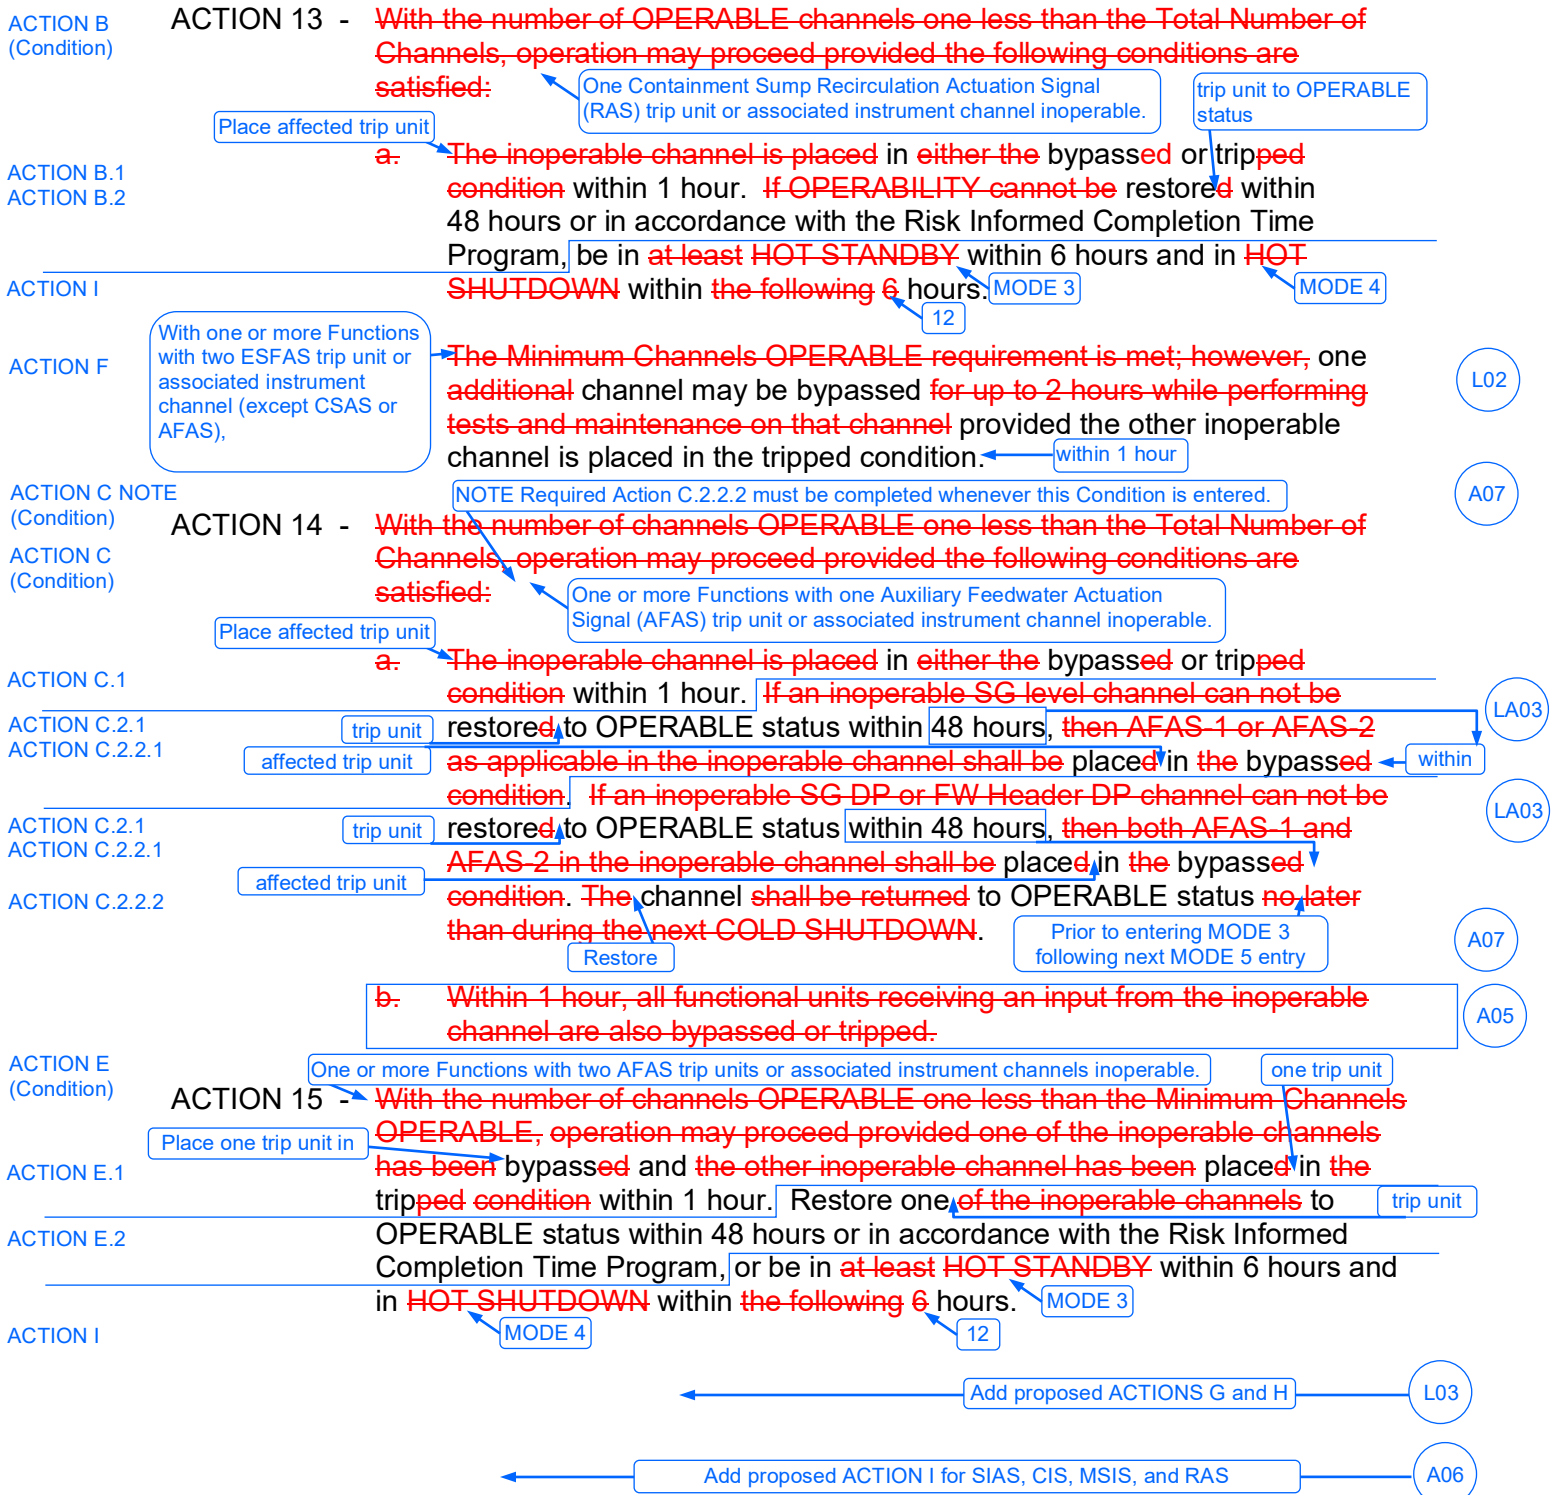 ACTION B
(Condition)
ACTION 13 - With the number of OPERABLE channels one less than the Total Number of
Channels, operation may proceed provided the following conditions are
satisfied:
One Containment Sump Recirculation Actuation Signal
(RAS) trip unit or associated instrument channel inoperable.
trip unit to OPERABLE
status
Place affected trip unit
ACTION B.1
ACTION B.2
a. The inoperable channel is placed in either the bypassed or tripped
condition within 1 hour. If OPERABILITY cannot be restored within
48 hours or in accordance with the Risk Informed Completion Time
Program, be in at least HOT STANDBY within 6 hours and in HOT
ACTION I
SHUTDOWN within the following 6 hours.
MODE 3
MODE 4
12
With one or more Functions
with two ESFAS trip unit or
associated instrument
channel (except CSAS or
AFAS),
ACTION F
The Minimum Channels OPERABLE requirement is met; however, one
additional channel may be bypassed for up to 2 hours while performing
tests and maintenance on that channel provided the other inoperable
channel is placed in the tripped condition.
within 1 hour
L02
ACTION C NOTE
(Condition)
NOTE Required Action C.2.2.2 must be completed whenever this Condition is entered.
A07
ACTION C
(Condition)
ACTION 14 - With the number of channels OPERABLE one less than the Total Number of
Channels, operation may proceed provided the following conditions are
satisfied:
One or more Functions with one Auxiliary Feedwater Actuation
Signal (AFAS) trip unit or associated instrument channel inoperable.
Place affected trip unit
ACTION C.1
a. The inoperable channel is placed in either the bypassed or tripped
condition within 1 hour. If an inoperable SG level channel can not be
LA03
ACTION C.2.1
ACTION C.2.2.1
trip unit
affected trip unit
restored to OPERABLE status within 48 hours, then AFAS-1 or AFAS-2
as applicable in the inoperable channel shall be placed in the bypassed
within
condition. If an inoperable SG DP or FW Header DP channel can not be
LA03
ACTION C.2.1
ACTION C.2.2.1
trip unit
affected trip unit
restored to OPERABLE status within 48 hours, then both AFAS-1 and
AFAS-2 in the inoperable channel shall be placed in the bypassed
ACTION C.2.2.2
condition. The channel shall be returned to OPERABLE status no later
than during the next COLD SHUTDOWN.
Restore
Prior to entering MODE 3
following next MODE 5 entry
A07
b. Within 1 hour, all functional units receiving an input from the inoperable
channel are also bypassed or tripped.
A05
ACTION E
(Condition)
One or more Functions with two AFAS trip units or associated instrument channels inoperable.
one trip unit
ACTION 15 - With the number of channels OPERABLE one less than the Minimum Channels
OPERABLE, operation may proceed provided one of the inoperable channels
Place one trip unit in
ACTION E.1
has been bypassed and the other inoperable channel has been placed in the
tripped condition within 1 hour. Restore one of the inoperable channels to
trip unit
ACTION E.2
OPERABLE status within 48 hours or in accordance with the Risk Informed
Completion Time Program, or be in at least HOT STANDBY within 6 hours and
in HOT SHUTDOWN within the following 6 hours.
MODE 3
ACTION I
MODE 4
12
Add proposed ACTIONS G and H
L03
Add proposed ACTION I for SIAS, CIS, MSIS, and RAS
A06